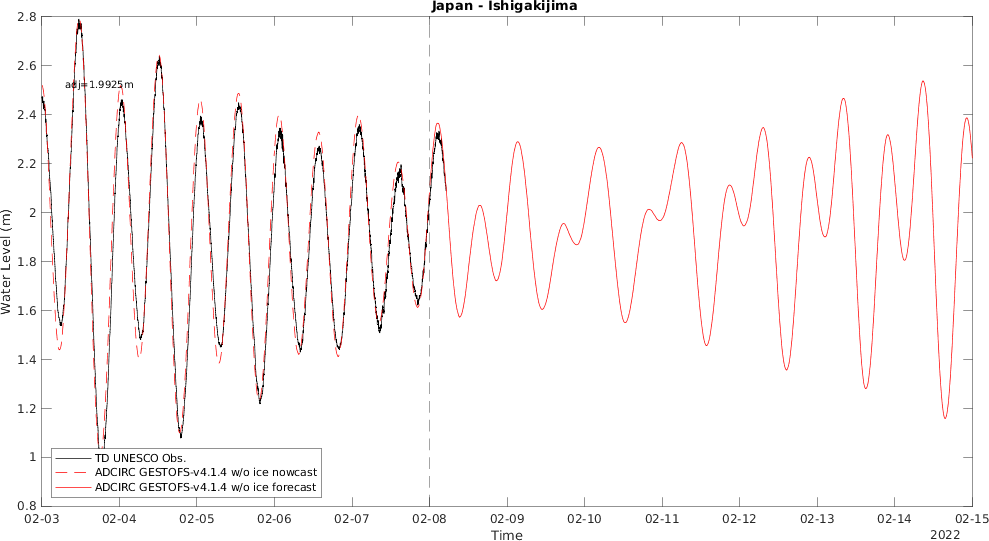 Japan - Ishigakijima
2.8
2.6
2.4
2.2
2
1.8
1.6
1.4
1.2
1
0.8
Water Level (m)
adj=1.9925m
TD UNESCO Obs.
ADCIRC GESTOFS-v4.1.4 w/o ice nowcast
ADCIRC GESTOFS-v4.1.4 w/o ice forecast
02-03 02-04 02-05 02-06 02-07 02-08 02-09 02-10 02-11 02-12 02-13 02-14 02-15
Time
2022